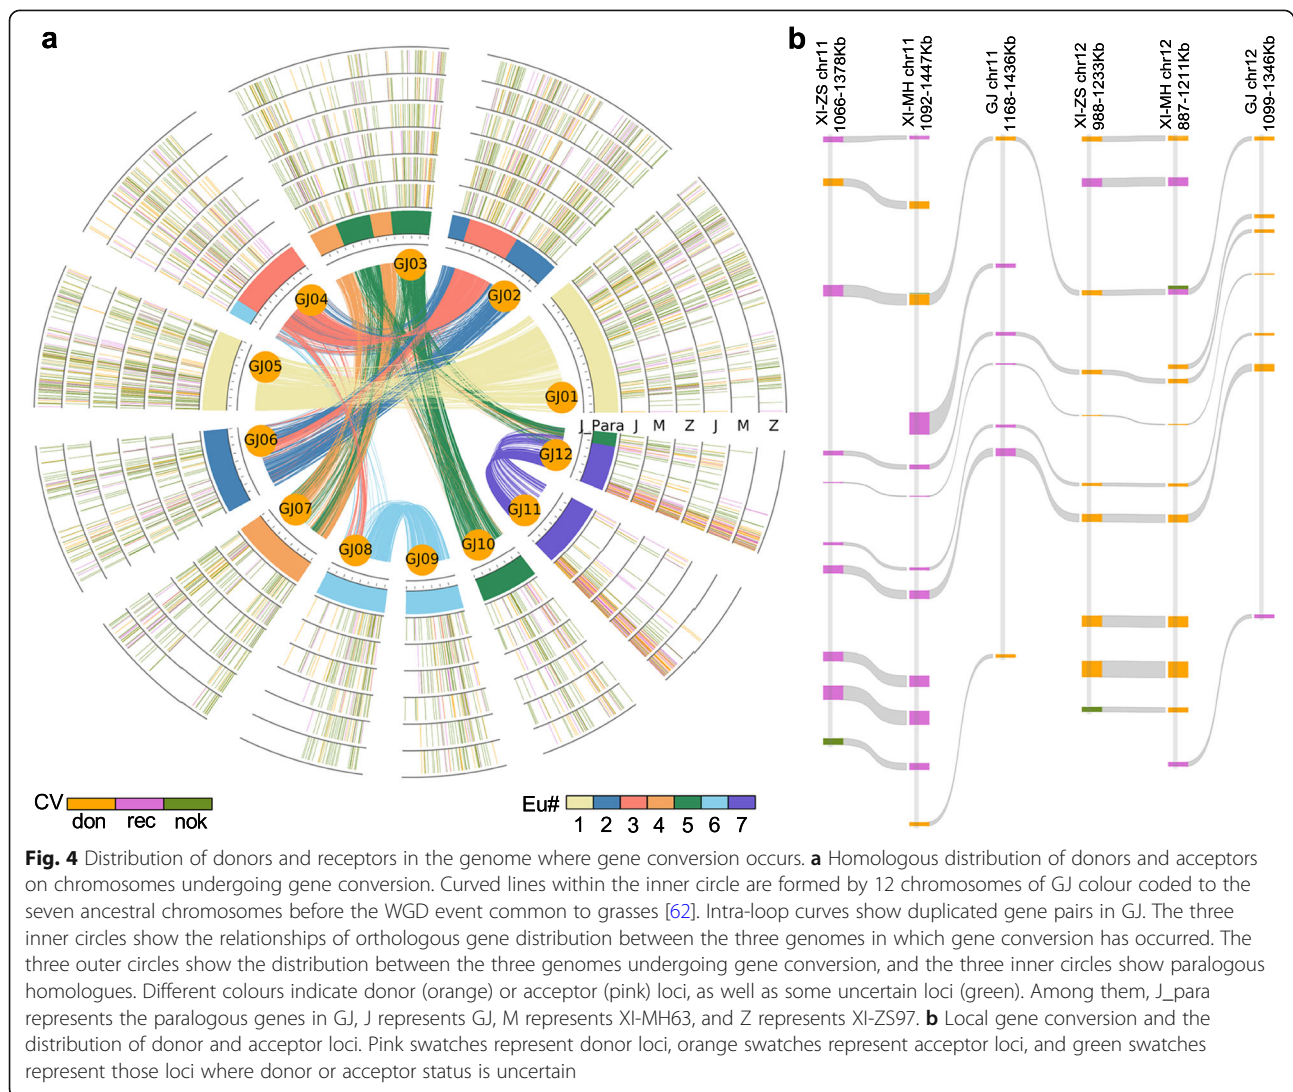 a
b
XI-ZS chr11
1066-1378Kb
XI-MH chr11
1092-1447Kb
GJ chr11
1168-1436Kb
XI-ZS chr12
988-1233Kb
XI-MH chr12
887-1211Kb
GJ chr12
1099-1346Kb
GJ03
GJ02
GJ04
GJ05
GJ01
J_Para J M Z J M Z
GJ06
GJ12
GJ07
GJ11
GJ08
GJ09
GJ10
CV
don rec nok
Eu#
1 2 3 4 5 6 7
Fig. 4 Distribution of donors and receptors in the genome where gene conversion occurs. a Homologous distribution of donors and acceptors
on chromosomes undergoing gene conversion. Curved lines within the inner circle are formed by 12 chromosomes of GJ colour coded to the
seven ancestral chromosomes before the WGD event common to grasses [62]. Intra-loop curves show duplicated gene pairs in GJ. The three
inner circles show the relationships of orthologous gene distribution between the three genomes in which gene conversion has occurred. The
three outer circles show the distribution between the three genomes undergoing gene conversion, and the three inner circles show paralogous
homologues. Different colours indicate donor (orange) or acceptor (pink) loci, as well as some uncertain loci (green). Among them, J_para
represents the paralogous genes in GJ, J represents GJ, M represents XI-MH63, and Z represents XI-ZS97. b Local gene conversion and the
distribution of donor and acceptor loci. Pink swatches represent donor loci, orange swatches represent acceptor loci, and green swatches
represent those loci where donor or acceptor status is uncertain